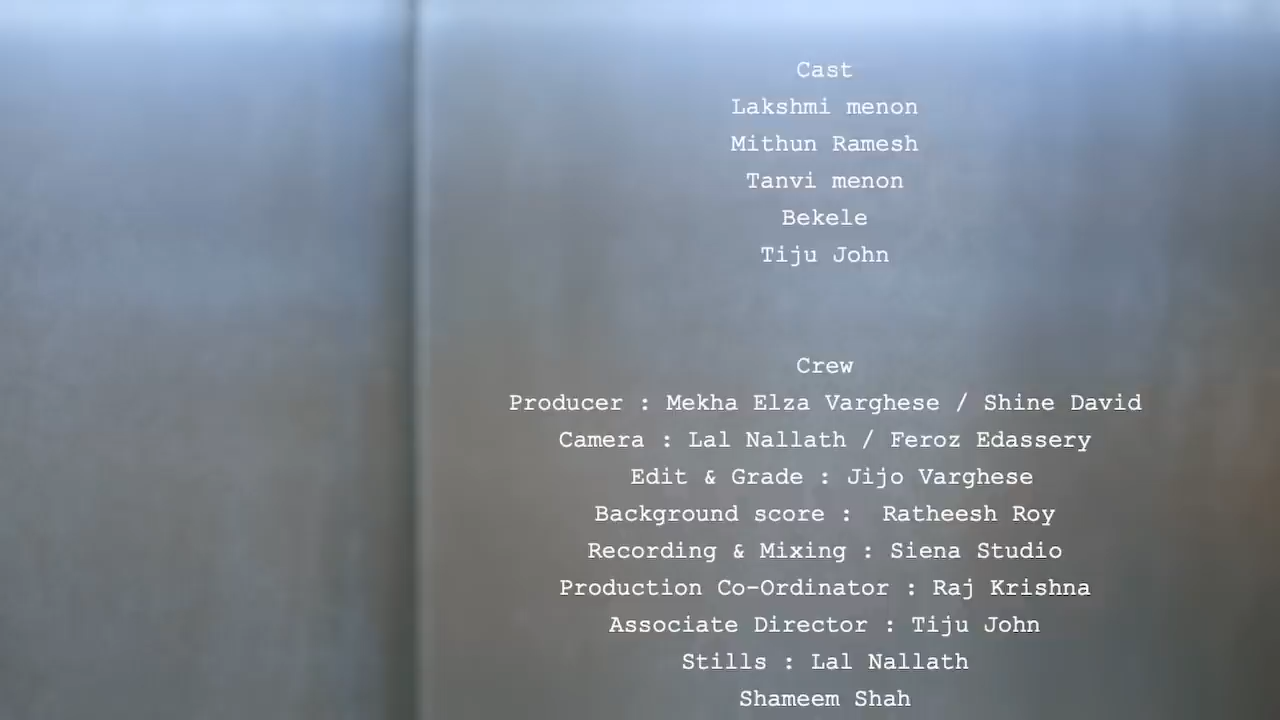 Cast
Lakshmi menon
Mithun Ramesh
Tanvi menon
Bekele
Tiju John
Crew
Producer : Mekha Elza Varghese / Shine David
Camera : Lal Nallath / Feroz Edassery
Edit & Grade : Jijo Varghese
Background score :  Ratheesh Roy
Recording & Mixing : Siena Studio
Production Co-Ordinator : Raj Krishna
Associate Director : Tiju John
Stills : Lal Nallath
Shameem Shah